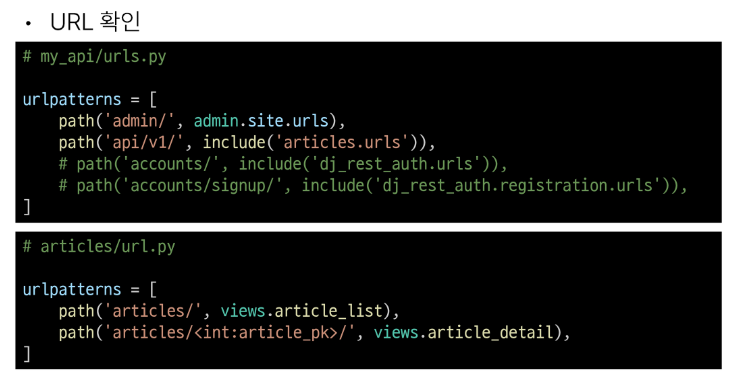 • URL 확인
# my_api/urls.py
urlpatterns = [
    path('admin/', admin.site.urls),
    path('api/v1/', include('articles.urls')),
    # path('accounts/', include('dj_rest_auth.urls')),
    # path('accounts/signup/', include('dj_rest_auth.registration.urls')),
]
# articles/url.py
urlpatterns = [
    path('articles/', views.article_list),
    path('articles/<int:article_pk>/', views.article_detail),
]